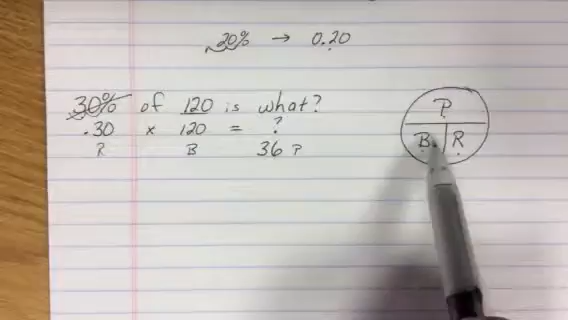 20% → 0.20
30% of 120 is what?
.30 x 120 = ?
R B 36 P
P
B R